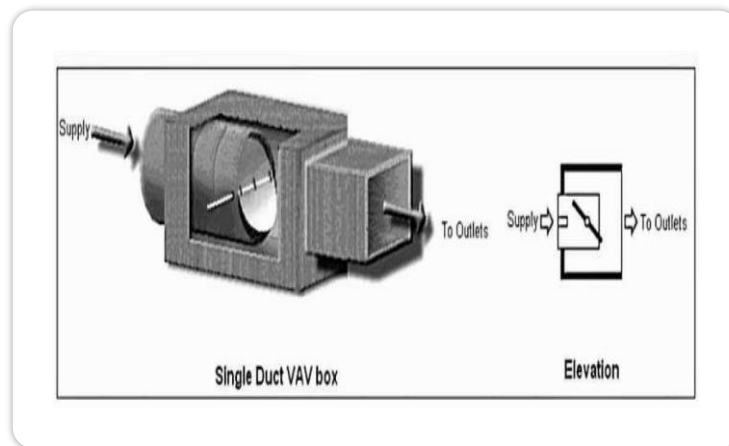 Supply
To Outlets
Supply
To Outlets
Single Duct VAV box
Elevation